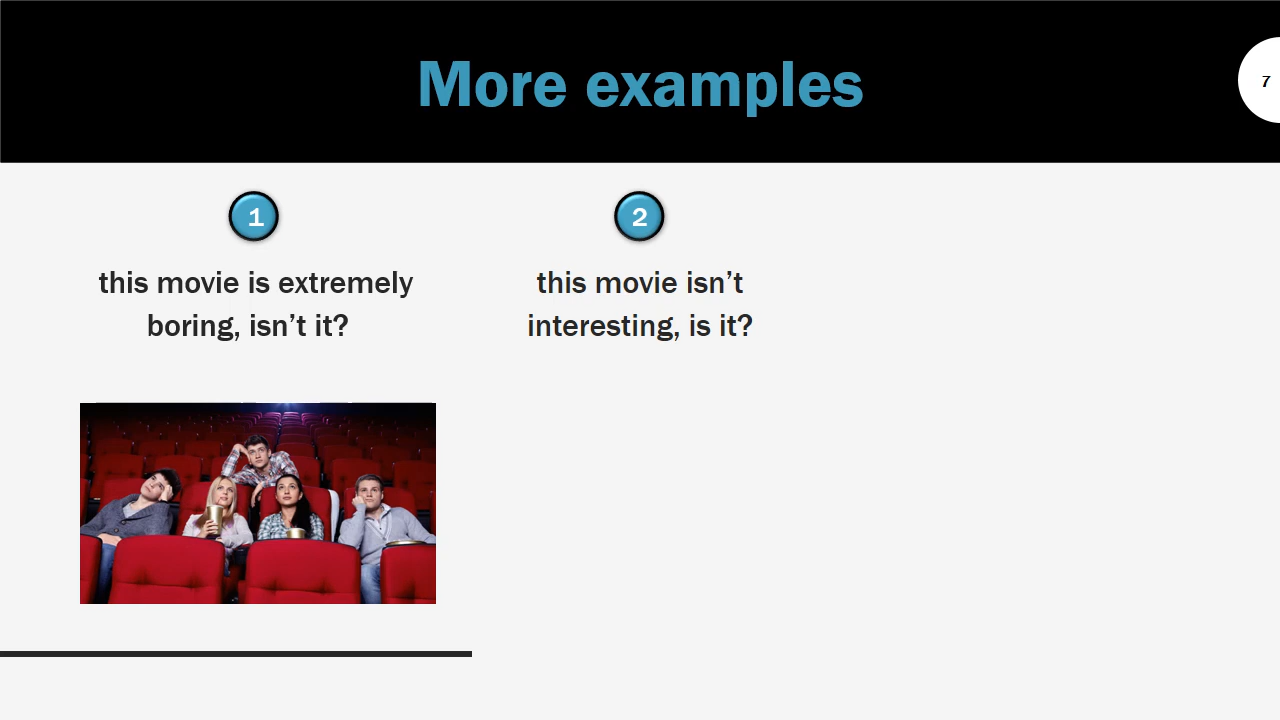 More examples
7
1
this movie is extremely
boring, isn’t it?
2
this movie isn’t
interesting, is it?